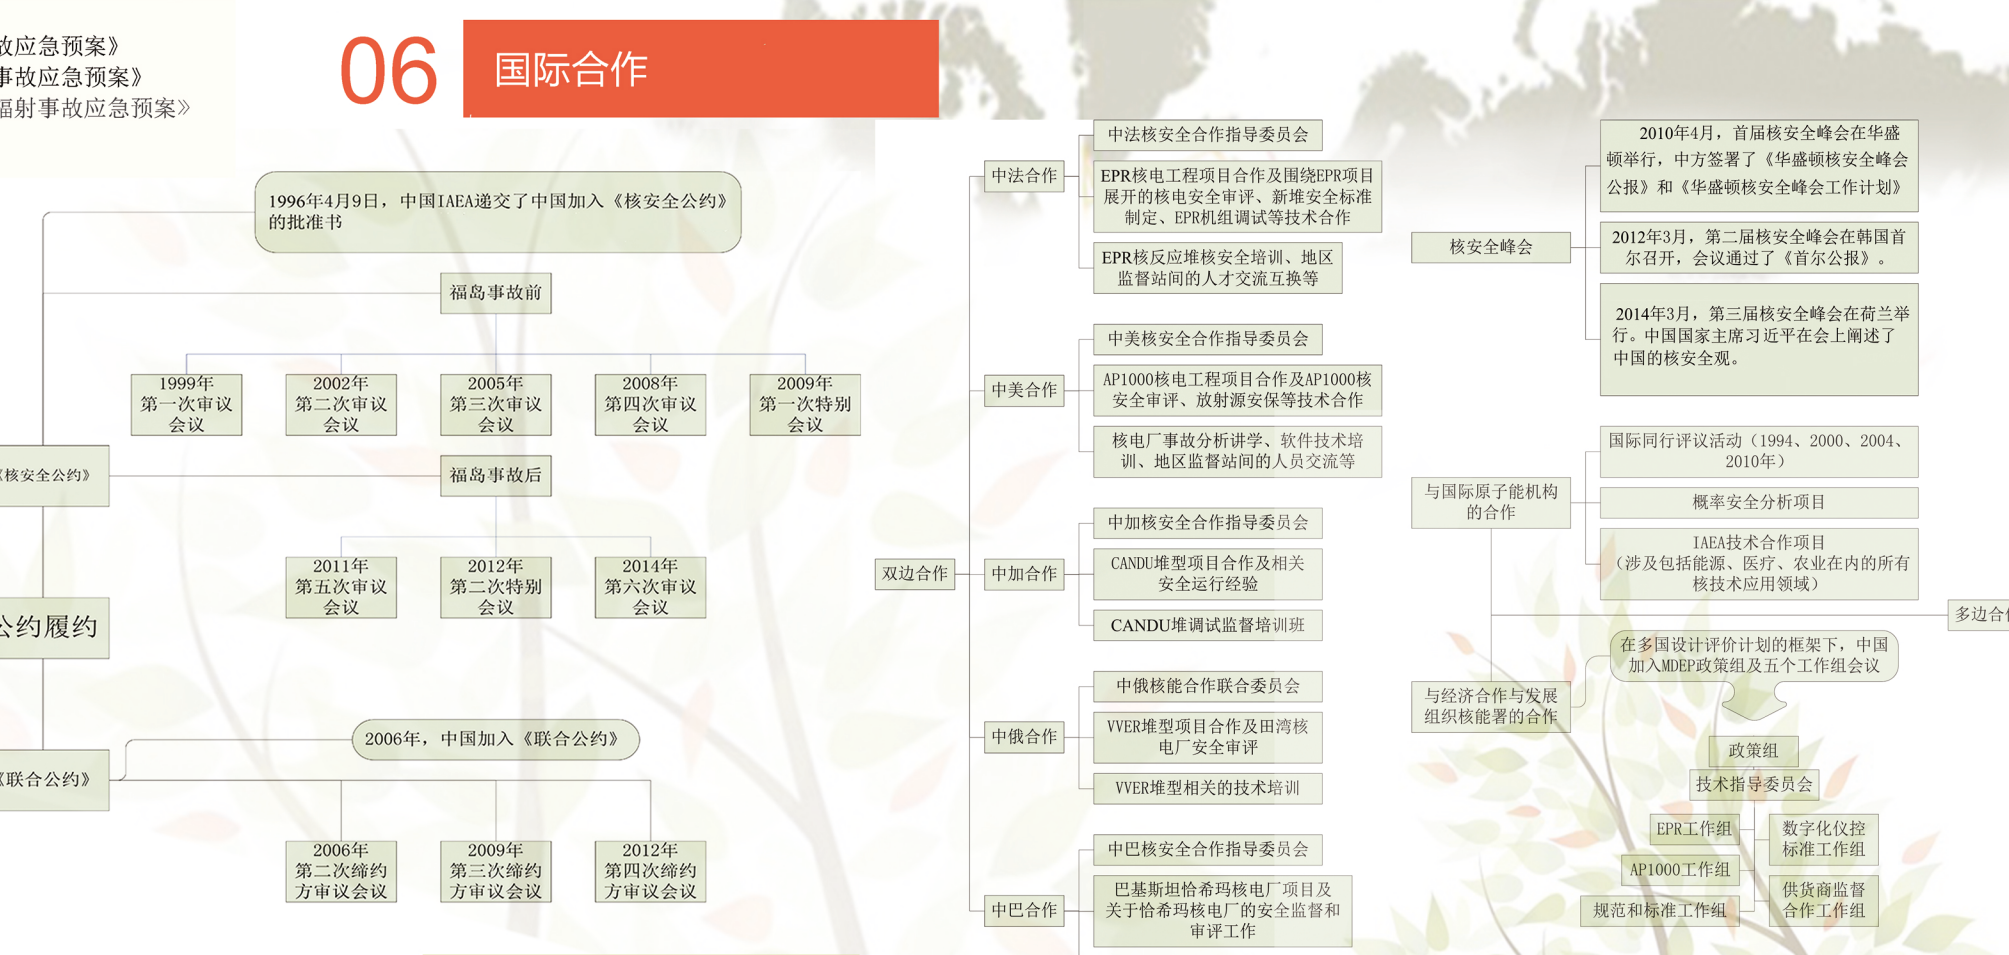 故应急预案》
事故应急预案》
辐射事故应急预案》
06
国际合作
1996年4月9日，中国IAEA递交了中国加入《核安全公约》
的批准书
福岛事故前
1999年
第一次审议
会议
2002年
第二次审议
会议
2005年
第三次审议
会议
2008年
第四次审议
会议
2009年
第一次特别
会议
《核安全公约》
福岛事故后
2011年
第五次审议
会议
2012年
第二次特别
会议
2014年
第六次审议
会议
公约履约
2006年，中国加入《联合公约》
《联合公约》
2006年
第二次缔约
方审议会议
2009年
第三次缔约
方审议会议
2012年
第四次缔约
方审议会议
双边合作
中法合作
中法核安全合作指导委员会
EPR核电工程项目合作及围绕EPR项目
展开的核电安全审评、新堆安全标准
制定、EPR机组调试等技术合作
EPR核反应堆核安全培训、地区
监督站间的人才交流互换等
中美合作
中美核安全合作指导委员会
AP1000核电工程项目合作及AP1000核
安全审评、放射源安保等技术合作
核电厂事故分析讲学、软件技术培
训、地区监督站间的人员交流等
中加合作
中加核安全合作指导委员会
CANDU堆型项目合作及相关
安全运行经验
CANDU堆调试监督培训班
中俄合作
中俄核能合作联合委员会
VVER堆型项目合作及田湾核
电厂安全审评
VVER堆型相关的技术培训
中巴合作
中巴核安全合作指导委员会
巴基斯坦恰希玛核电厂项目及
关于恰希玛核电厂的安全监督和
审评工作
核安全峰会
2010年4月，首届核安全峰会在华盛
顿举行，中方签署了《华盛顿核安全峰会
公报》和《华盛顿核安全峰会工作计划》
2012年3月，第二届核安全峰会在韩国首
尔召开，会议通过了《首尔公报》。
2014年3月，第三届核安全峰会在荷兰举
行。中国国家主席习近平在会上阐述了
中国的核安全观。
与国际原子能机构
的合作
国际同行评议活动（1994、2000、2004、
2010年）
概率安全分析项目
IAEA技术合作项目
（涉及包括能源、医疗、农业在内的所有
核技术应用领域）
多边合作
与经济合作与发展
组织核能署的合作
在多国设计评价计划的框架下，中国
加入MDEP政策组及五个工作组会议
政策组
技术指导委员会
EPR工作组
数字化仪控
标准工作组
AP1000工作组
供货商监督
合作工作组
规范和标准工作组